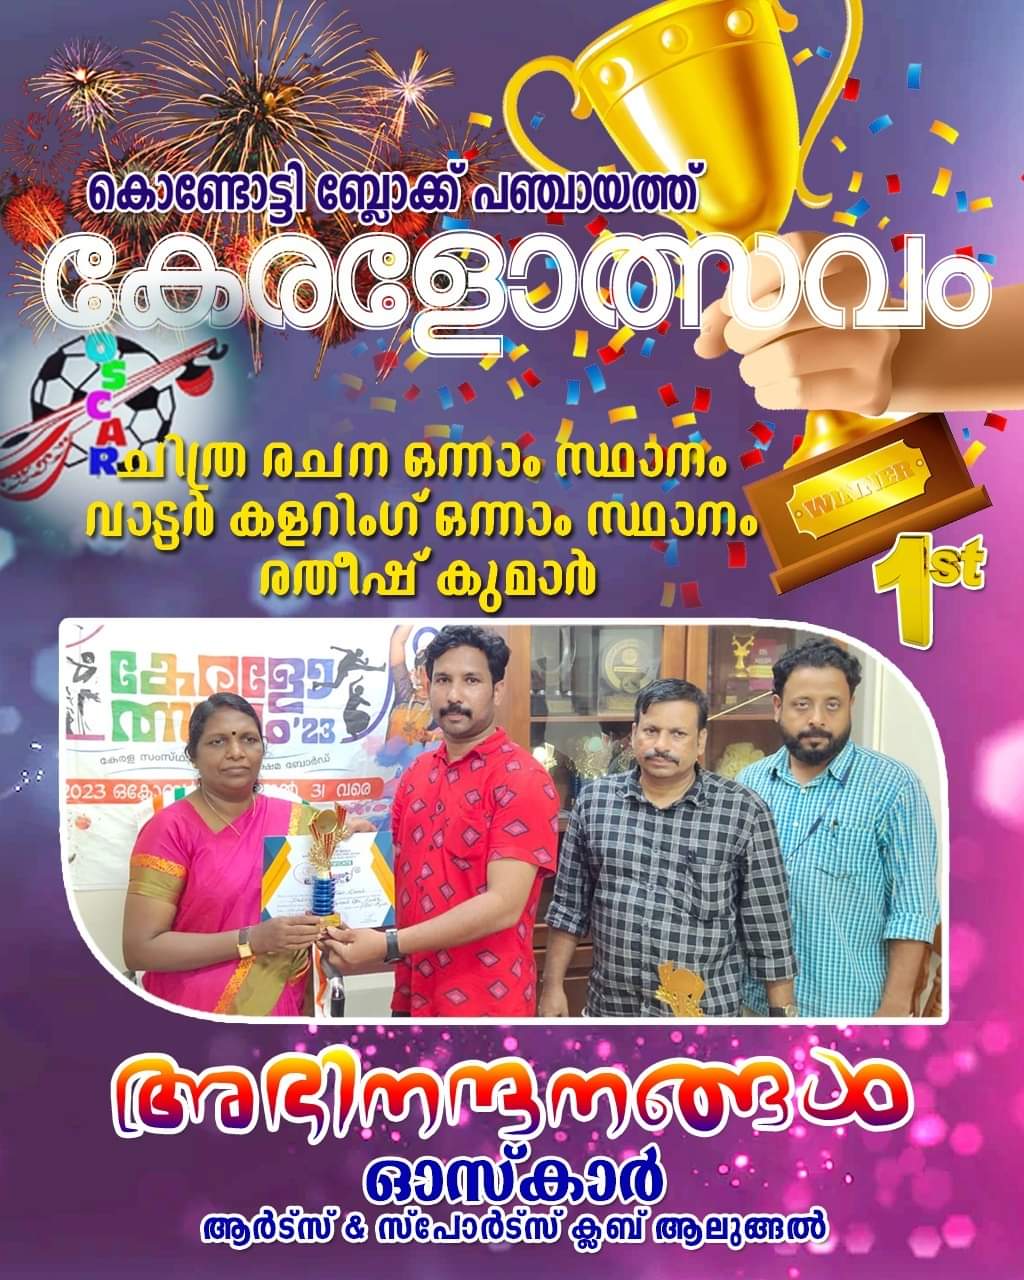 കൊണ്ടോട്ടി ബ്ലോക്ക് പഞ്ചായത്ത്
കേരളോത്സവം
OSCAR
ചിത്ര രചന ഒന്നാം സ്ഥാനം
വാട്ടർ കളറിംഗ് ഒന്നാം സ്ഥാനം
രതീഷ് കുമാർ
WINNER
1st
കേരളോ
ത്സവം'23
കേരള
ബോർഡ്
2023
31 വരെ
അഭിനന്ദനങ്ങൾ
ഓസ്കാർ
ആർട്സ് & സ്പോർട്സ് ക്ലബ് ആലുങ്ങൽ